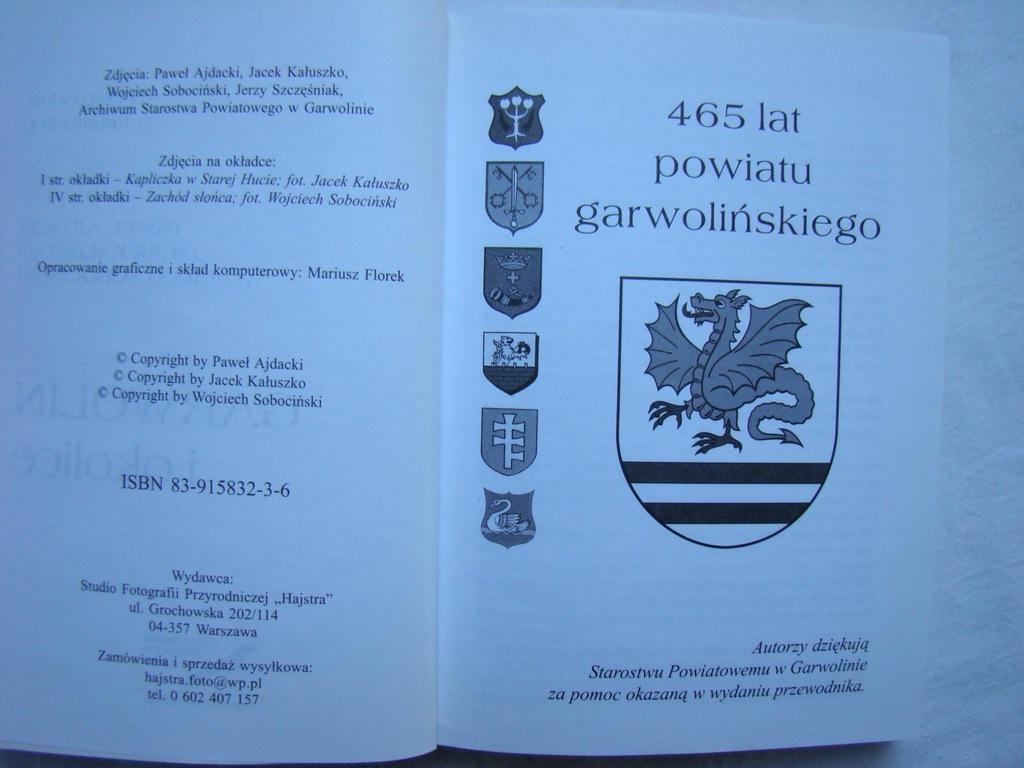 Zdjęcia: Paweł Ajdacki, Jacek Kałuszko,
Wojciech Sobociński, Jerzy Szcześniak,
Archiwum Starostwa Powiatowego w Garwolinie
Zdjęcia na okładce:
I str. okładki – Kapliczka w Starej Hucie; fot. Jacek Kałuszko
IV str. okładki – Zachód słońca; fot. Wojciech Sobociński
Opracowanie graficzne i skład komputerowy: Mariusz Florek
© Copyright by Paweł Ajdacki
© Copyright by Jacek Kałuszko
© Copyright by Wojciech Sobociński
ISBN 83-915832-3-6
Wydawca:
Studio Fotografii Przyrodniczej „Hajstra”
ul. Grochowska 202/114
04-357 Warszawa
Zamówienia i sprzedaż wysyłkowa:
hajstra.foto@wp.pl
tel. 0 602 407 157
465 lat
powiatu
garwolińskiego
Autorzy dziękują
Starostwu Powiatowemu w Garwolinie
za pomoc okazaną w wydaniu przewodnika.